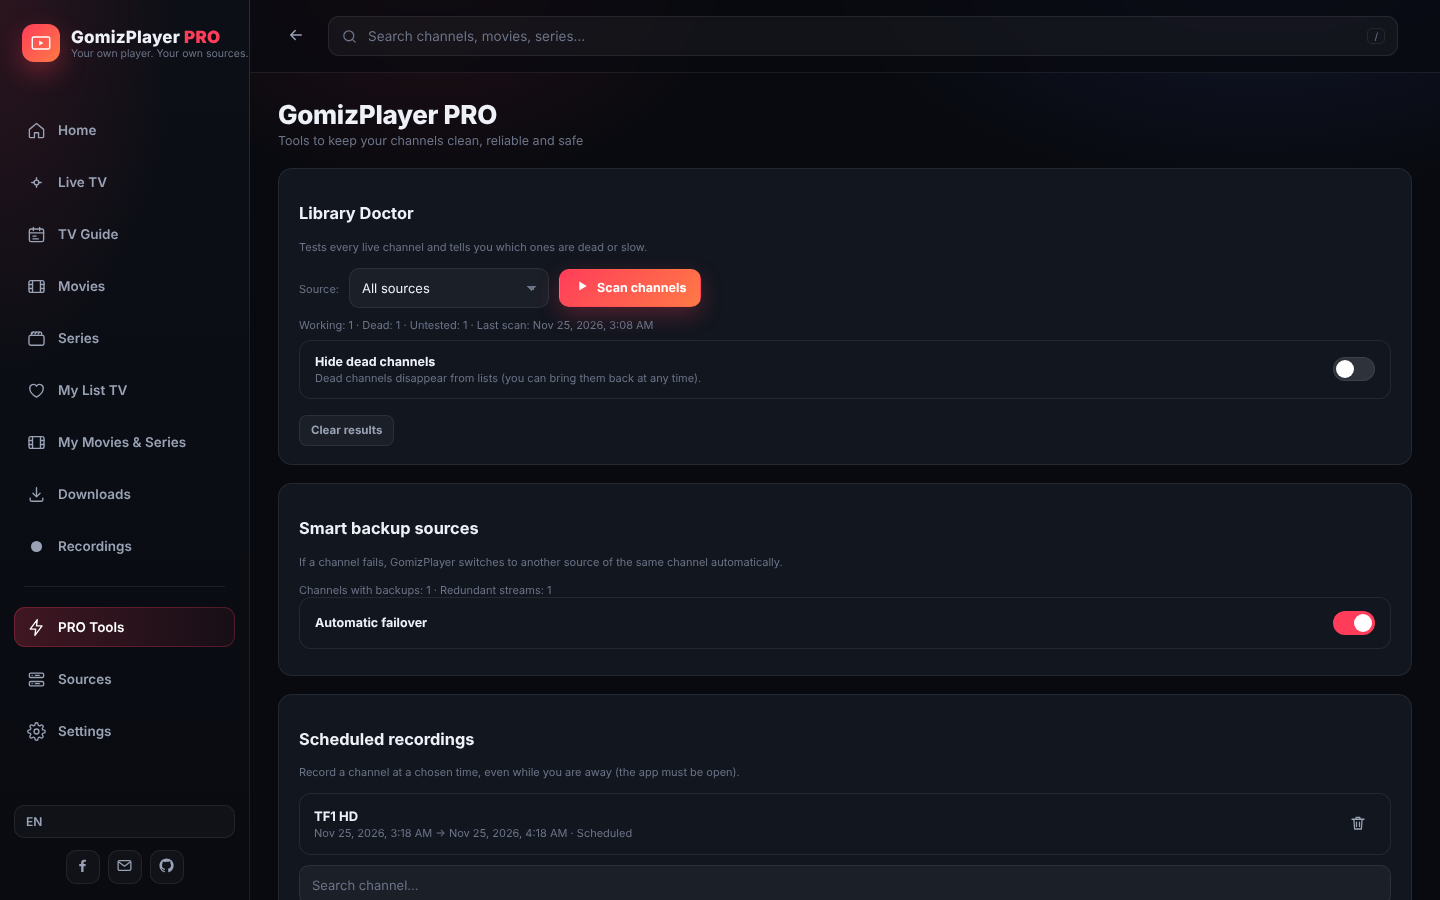 GomizPlayer PRO
Your own player. Your own sources.
Home
Live TV
TV Guide
Movies
Series
My List TV
My Movies & Series
Downloads
Recordings
PRO Tools
Sources
Settings
EN
Search channels, movies, series...
/
GomizPlayer PRO
Tools to keep your channels clean, reliable and safe
Library Doctor
Tests every live channel and tells you which ones are dead or slow.
Source:
All sources
Scan channels
Working: 1 · Dead: 1 · Untested: 1 · Last scan: Nov 25, 2026, 3:08 AM
Hide dead channels
Dead channels disappear from lists (you can bring them back at any time).
Clear results
Smart backup sources
If a channel fails, GomizPlayer switches to another source of the same channel automatically.
Channels with backups: 1 · Redundant streams: 1
Automatic failover
Scheduled recordings
Record a channel at a chosen time, even while you are away (the app must be open).
TF1 HD
Nov 25, 2026, 3:18 AM → Nov 25, 2026, 4:18 AM · Scheduled
Search channel...